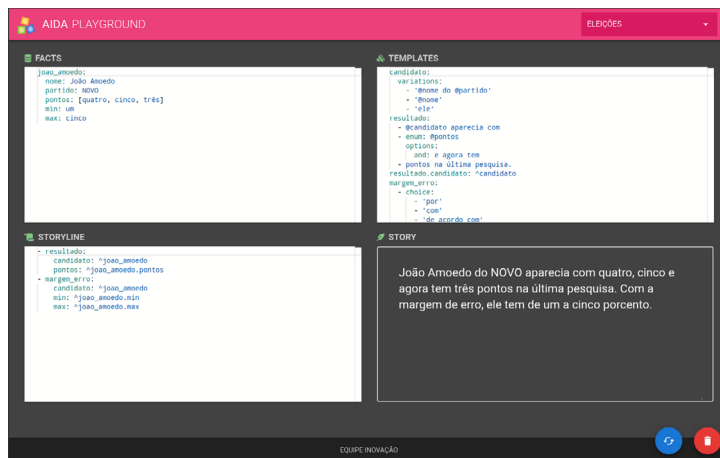 AIDA PLAYGROUND
ELEIÇÕES
FACTS
joao_amoedo:
nome: João Amoedo
partido: NOVO
pontos: [quatro, cinco, três]
min: um
max: cinco
TEMPLATES
candidato:
variations:
- '@nome do @partido'
- '@nome'
- 'ele'
resultado:
- @candidato aparecia com
- enum: @pontos
options:
and: e agora tem
- pontos na última pesquisa.
resultado.candidato: ^candidato
margem_erro:
- choice:
- 'por'
- 'com'
- 'de acordo com'
STORYLINE
- resultado:
candidato: ^joao_amoedo
pontos: ^joao_amoedo.pontos
- margem_erro:
candidato: ^joao_amoedo
min: ^joao_amoedo.min
max: ^joao_amoedo.max
STORY
João Amoedo do NOVO aparecia com quatro, cinco e
agora tem três pontos na última pesquisa. Com a
margem de erro, ele tem de um a cinco porcento.
EQUIPE INOVAÇÃO